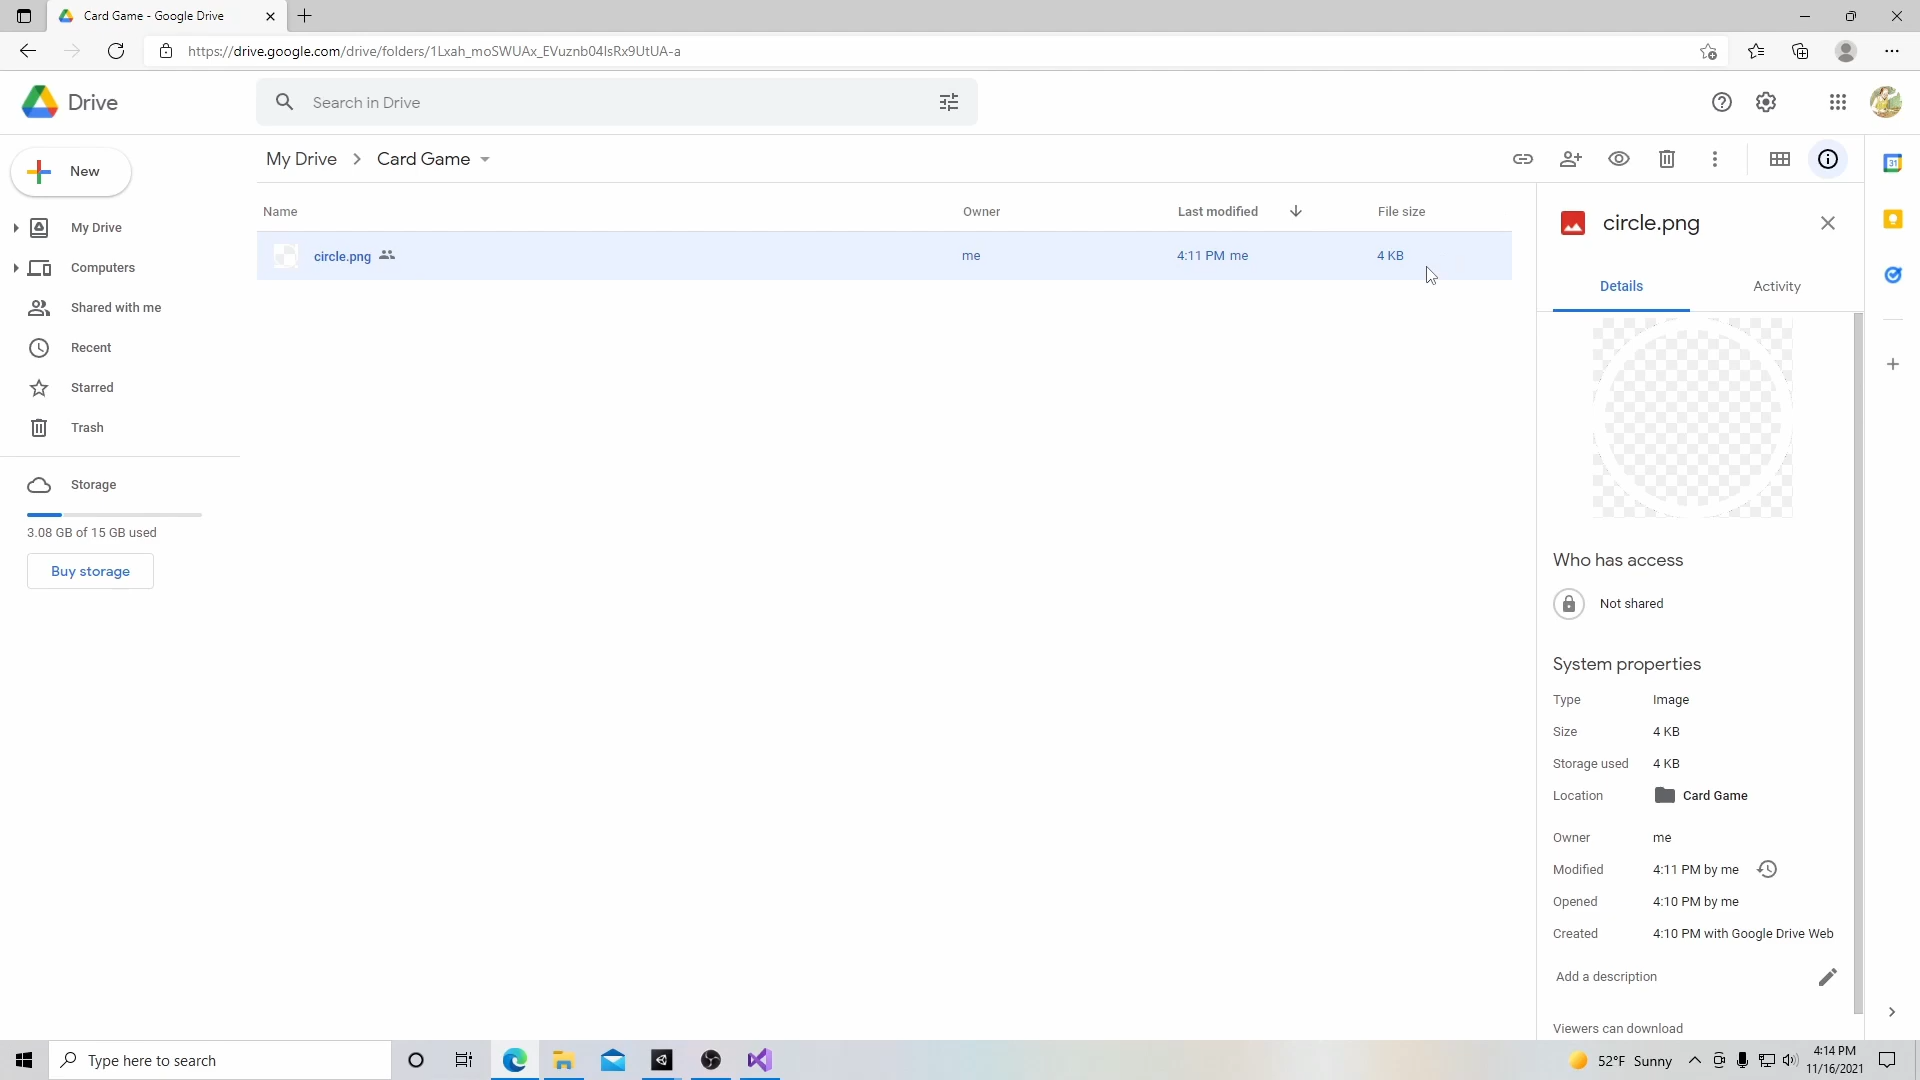 Card Game - Google Drive
https://drive.google.com/drive/folders/1Lxah_moSWUAx_EVuznb04lsRx9UtUA-a
Drive
Search in Drive
New
My Drive
Computers
Shared with me
Recent
Starred
Trash
Storage
3.08 GB of 15 GB used
Buy storage
My Drive > Card Game
Name Owner Last modified File size
circle.png me 4:11 PM me 4 KB
circle.png
Details Activity
Who has access
Not shared
System properties
Type Image
Size 4 KB
Storage used 4 KB
Location Card Game
Owner me
Modified 4:11 PM by me
Opened 4:10 PM by me
Created 4:10 PM with Google Drive Web
Add a description
Viewers can download
31
Type here to search
52°F Sunny
4:14 PM
11/16/2021